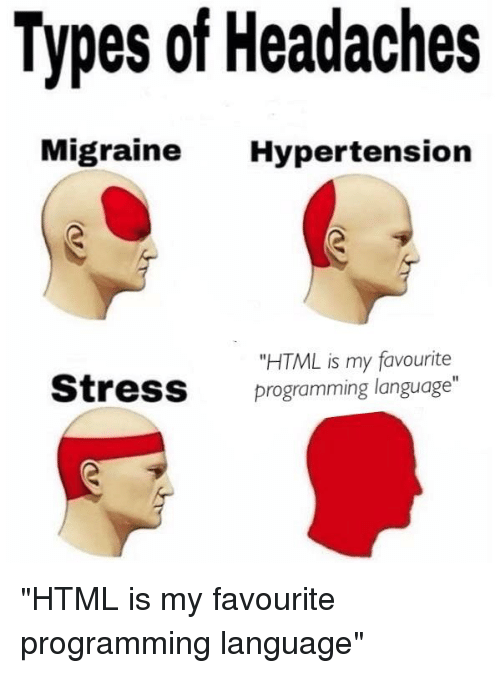 Types of Headaches
Migraine
Hypertension
Stress
"HTML is my favourite
programming language"
"HTML is my favourite
programming language"